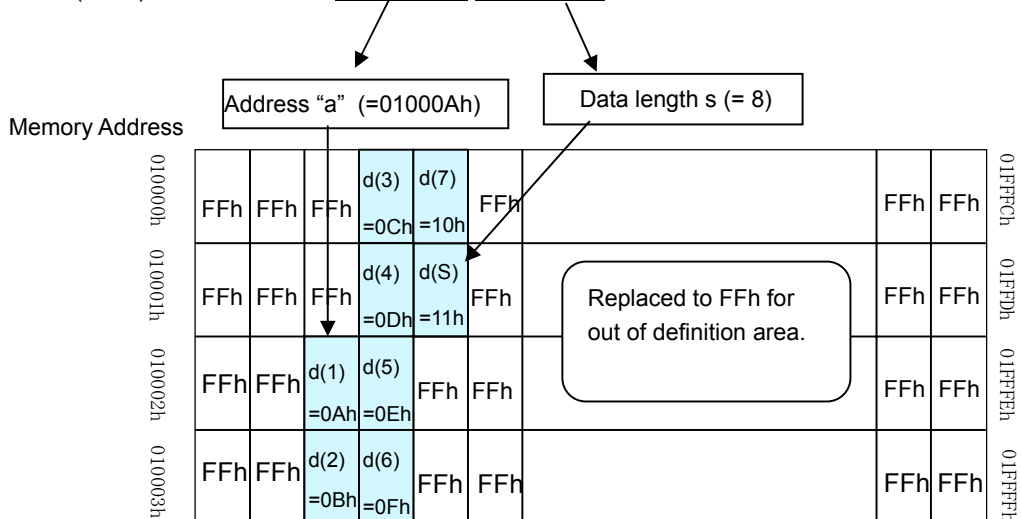 Address “a” (=01000Ah)
Data length s (= 8)
Memory Address
010000h
FFh FFh FFh d(3) =0Ch d(7) =10h FFh FFh FFh
01FFFCh
010001h
FFh FFh FFh d(4) =0Dh d(S) =11h FFh FFh FFh
01FFDh
Replaced to FFh for
out of definition area.
010002h
FFh FFh d(1) =0Ah d(5) =0Eh FFh FFh FFh FFh
01FFFEh
010003h
FFh FFh d(2) =0Bh d(6) =0Fh FFh FFh FFh FFh
01FFFFh